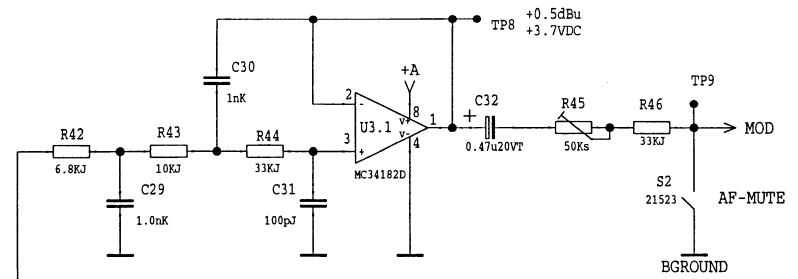 +0.5dBu
TP8
+3.7VDC
C30
1nK
+A
TP9
2
-
8
C32
R45
R46
R42
R43
R44
U3.1
V+
V-
1
+
MOD
3
+
4
6.8KJ
10KJ
33KJ
MC34182D
0.47u20VT
50Ks
33KJ
C29
1.0nK
C31
100pJ
S2
21523
AF-MUTE
BGROUND